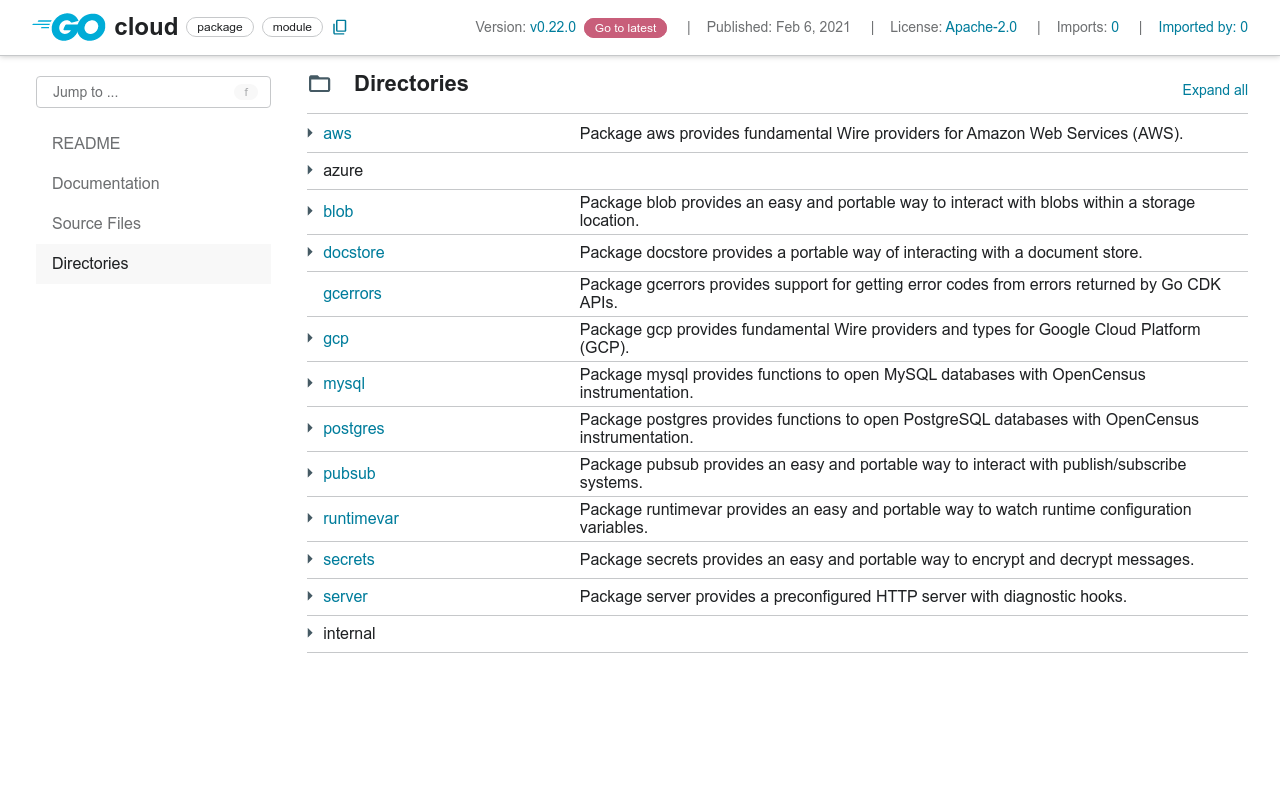 GO cloud package module
Version: v0.22.0 Go to latest | Published: Feb 6, 2021 | License: Apache-2.0 | Imports: 0 | Imported by: 0
Jump to ... f
README
Documentation
Source Files
Directories
Directories
Expand all
aws Package aws provides fundamental Wire providers for Amazon Web Services (AWS).
azure
blob Package blob provides an easy and portable way to interact with blobs within a storage
location.
docstore Package docstore provides a portable way of interacting with a document store.
gcerrors Package gcerrors provides support for getting error codes from errors returned by Go CDK
APIs.
gcp Package gcp provides fundamental Wire providers and types for Google Cloud Platform
(GCP).
mysql Package mysql provides functions to open MySQL databases with OpenCensus
instrumentation.
postgres Package postgres provides functions to open PostgreSQL databases with OpenCensus
instrumentation.
pubsub Package pubsub provides an easy and portable way to interact with publish/subscribe
systems.
runtimevar Package runtimevar provides an easy and portable way to watch runtime configuration
variables.
secrets Package secrets provides an easy and portable way to encrypt and decrypt messages.
server Package server provides a preconfigured HTTP server with diagnostic hooks.
internal